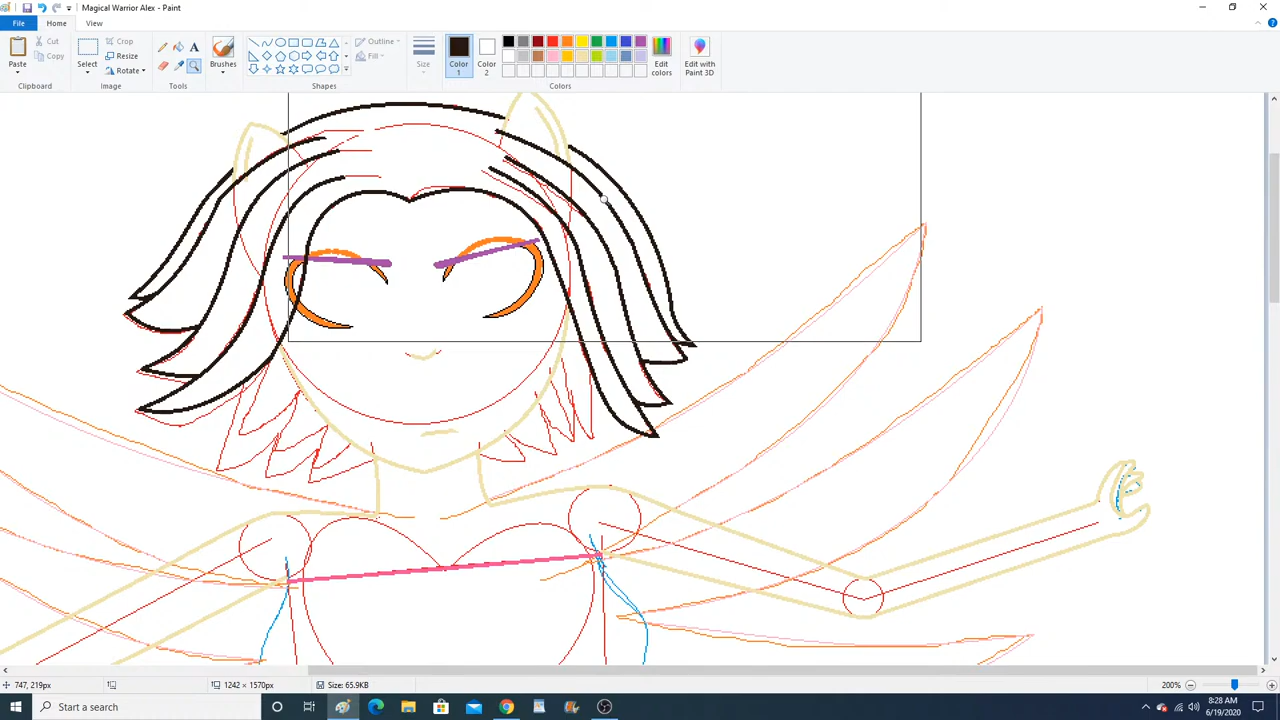 Magical Warrior Alex - Paint
File Home View
Paste
Cut
Copy
Clipboard
Select
Crop
Resize
Rotate
Image
A
Tools
Brushes
Outline
Fill
Shapes
Size
Color 1
Color 2
Edit colors
Colors
Edit with Paint 3D
747, 219px
1242 × 1570px
Size: 65.9KB
200%
Search
8:28 AM
6/19/2020